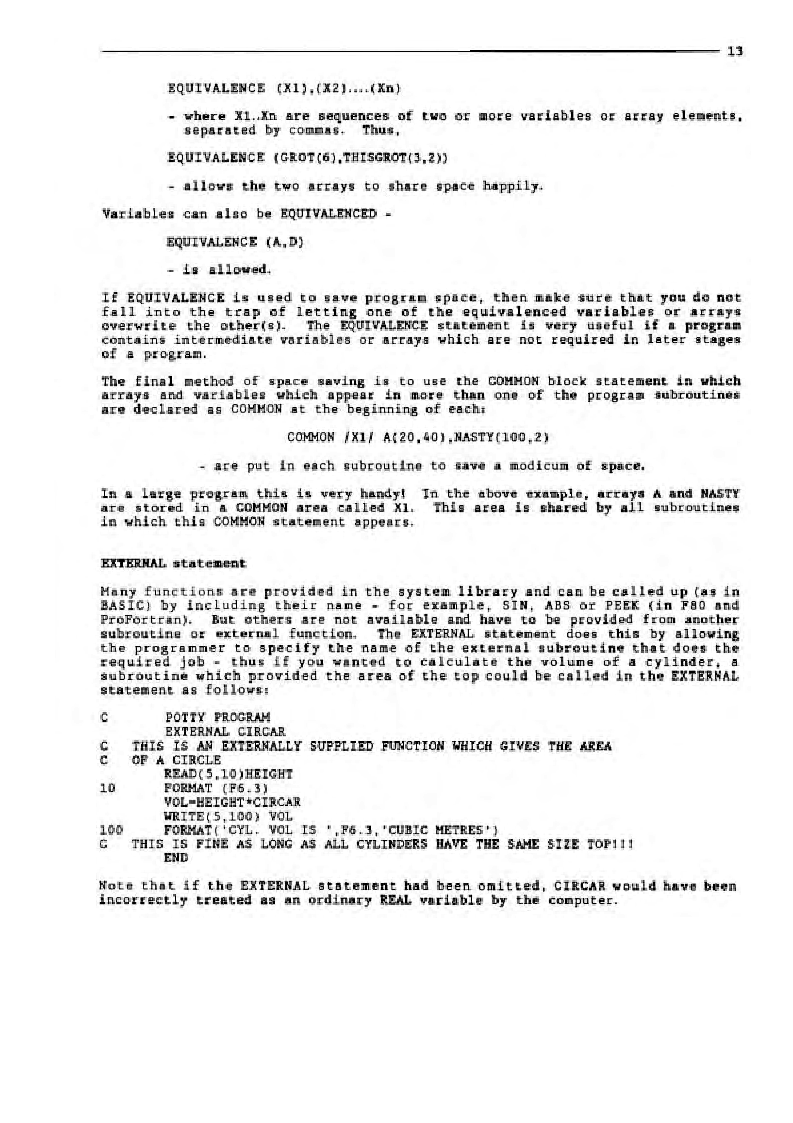 13
EQUIVALENCE (X1),(X2)....(Xn)
- where X1..Xn are sequences of two or more variables or array elements,
separated by commas. Thus,
EQUIVALENCE (GROT(6),THISGROT(3,2))
- allows the two arrays to share space happily.
Variables can also be EQUIVALENCED -
EQUIVALENCE (A,D)
- is allowed.
If EQUIVALENCE is used to save program space, then make sure that you do not
fall into the trap of letting one of the equivalenced variables or arrays
overwrite the other(s). The EQUIVALENCE statement is very useful if a program
contains intermediate variables or arrays which are not required in later stages
of a program.
The final method of space saving is to use the COMMON block statement in which
arrays and variables which appear in more than one of the program subroutines
are declared as COMMON at the beginning of each:
COMMON /X1/ A(20,40),NASTY(100,2)
- are put in each subroutine to save a modicum of space.
In a large program this is very handy! In the above example, arrays A and NASTY
are stored in a COMMON area called X1. This area is shared by all subroutines
in which this COMMON statement appears.
EXTERNAL statement
Many functions are provided in the system library and can be called up (as in
BASIC) by including their name - for example, SIN, ABS or PEEK (in F80 and
ProFortran). But others are not available and have to be provided from another
subroutine or external function. The EXTERNAL statement does this by allowing
the programmer to specify the name of the external subroutine that does the
required job - thus if you wanted to calculate the volume of a cylinder, a
subroutine which provided the area of the top could be called in the EXTERNAL
statement as follows:
C POTTY PROGRAM
EXTERNAL CIRCAR
C THIS IS AN EXTERNALLY SUPPLIED FUNCTION WHICH GIVES THE AREA
C OF A CIRCLE
READ(5,10)HEIGHT
10 FORMAT (F6.3)
VOL=HEIGHT*CIRCAR
WRITE(5,100) VOL
100 FORMAT('CYL. VOL IS ',F6.3,'CUBIC METRES')
C THIS IS FINE AS LONG AS ALL CYLINDERS HAVE THE SAME SIZE TOP!!!
END
Note that if the EXTERNAL statement had been omitted, CIRCAR would have been
incorrectly treated as an ordinary REAL variable by the computer.